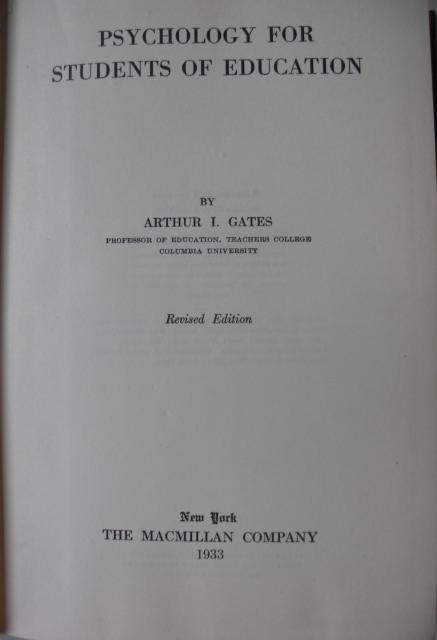 PSYCHOLOGY FOR
STUDENTS OF EDUCATION
BY
ARTHUR I. GATES
PROFESSOR OF EDUCATION, TEACHERS COLLEGE
COLUMBIA UNIVERSITY
Revised Edition
New York
THE MACMILLAN COMPANY
1933